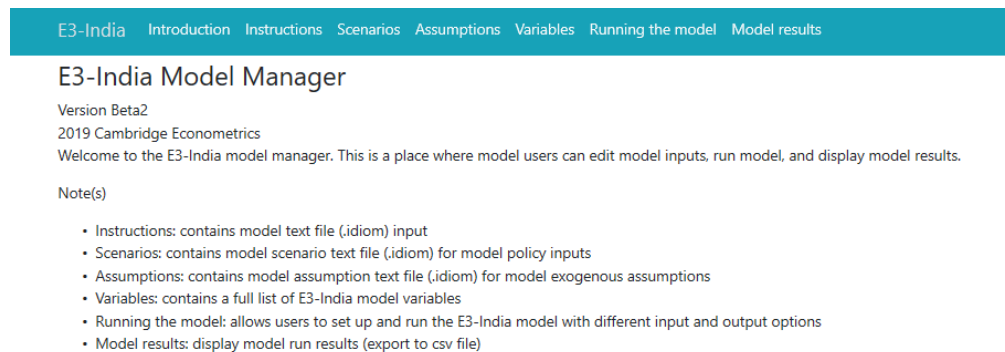 E3-India Introduction Instructions Scenarios Assumptions Variables Running the model Model results
E3-India Model Manager
Version Beta2
2019 Cambridge Econometrics
Welcome to the E3-India model manager. This is a place where model users can edit model inputs, run model, and display model results.
Note(s)
• Instructions: contains model text file (.idiom) input
• Scenarios: contains model scenario text file (.idiom) for model policy inputs
• Assumptions: contains model assumption text file (.idiom) for model exogenous assumptions
• Variables: contains a full list of E3-India model variables
• Running the model: allows users to set up and run the E3-India model with different input and output options
• Model results: display model run results (export to csv file)